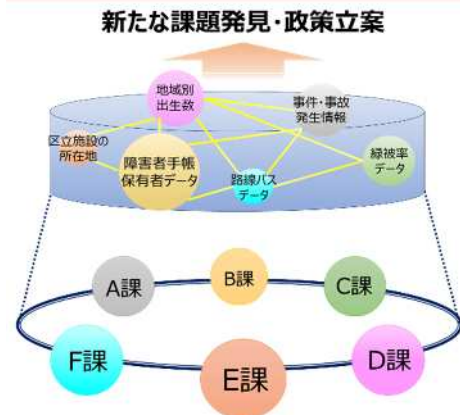 新たな課題発見・政策立案
地域別
出生数
事件・事故
発生情報
区立施設の
所在地
障害者手帳
保有者データ
路線バス
データ
緑被率
データ
A課
B課
C課
F課
E課
D課